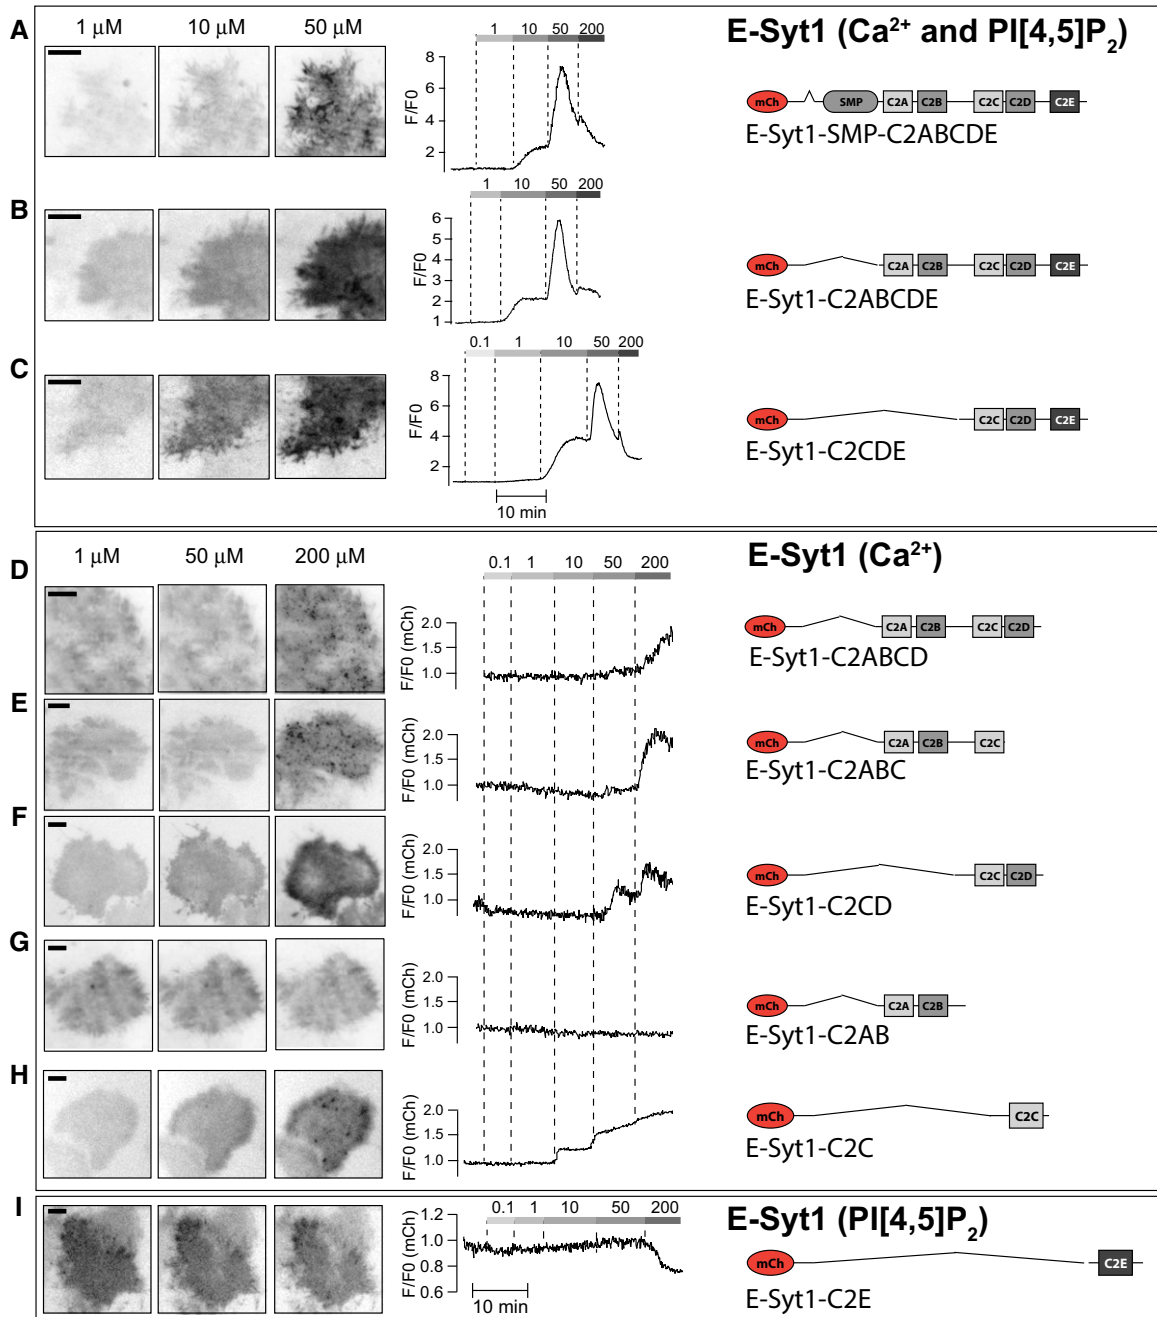 A
1 µM 10 µM 50 µM
1 10 50 200
8
6
4
2
F/F0
E-Syt1 (Ca²⁺ and PI[4,5]P₂)
mCh SMP C2A C2B C2C C2D C2E
E-Syt1-SMP-C2ABCDE
B
1 10 50 200
6
5
4
3
2
1
F/F0
mCh C2A C2B C2C C2D C2E
E-Syt1-C2ABCDE
C
0.1 1 10 50 200
8
6
4
2
F/F0
10 min
mCh C2C C2D C2E
E-Syt1-C2CDE
D
1 µM 50 µM 200 µM
0.1 1 10 50 200
2.0
1.5
1.0
F/F0 (mCh)
E-Syt1 (Ca²⁺)
mCh C2A C2B C2C C2D
E-Syt1-C2ABCD
E
2.0
1.5
1.0
F/F0 (mCh)
mCh C2A C2B C2C
E-Syt1-C2ABC
F
2.0
1.5
1.0
F/F0 (mCh)
mCh C2C C2D
E-Syt1-C2CD
G
2.0
1.5
1.0
F/F0 (mCh)
mCh C2A C2B
E-Syt1-C2AB
H
2.0
1.5
1.0
F/F0 (mCh)
mCh C2C
E-Syt1-C2C
I
0.1 1 10 50 200
1.2
1.0
0.8
0.6
F/F0 (mCh)
10 min
E-Syt1 (PI[4,5]P₂)
mCh C2E
E-Syt1-C2E